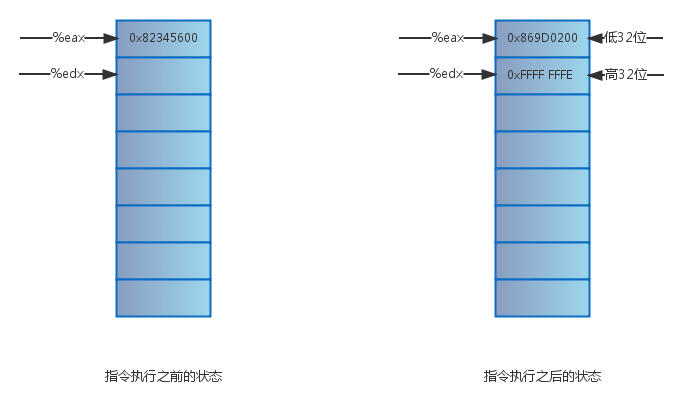 %eax 0x82345600
%edx
%eax 0x869D0200 低32位
%edx 0xFFFF FFFE 高32位
指令执行之前的状态
指令执行之后的状态